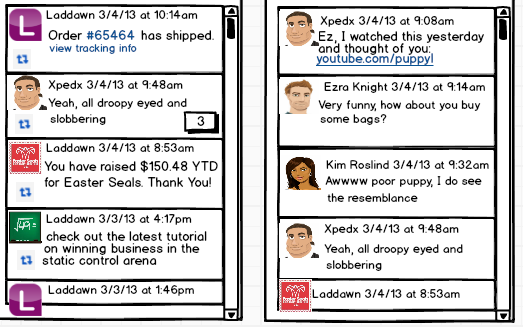 Laddawn 3/4/13 at 10:14am
Order #65464 has shipped.
view tracking info
Xpedx 3/4/13 at 9:48am
Yeah, all droopy eyed and
slobbering
3
Laddawn 3/4/13 at 8:53am
You have raised $150.48 YTD
for Easter Seals. Thank You!
Laddawn 3/3/13 at 4:17pm
check out the latest tutorial
on winning business in the
static control arena
Laddawn 3/3/13 at 1:46pm
Xpedx 3/4/13 at 9:08am
Ez, I watched this yesterday
and thought of you:
youtube.com/puppyl
Ezra Knight 3/4/13 at 9:14am
Very funny, how about you buy
some bags?
Kim Roslind 3/4/13 at 9:32am
Awwww poor puppy, I do see
the resemblance
Xpedx 3/4/13 at 9:48am
Yeah, all droopy eyed and
slobbering
Laddawn 3/4/13 at 8:53am